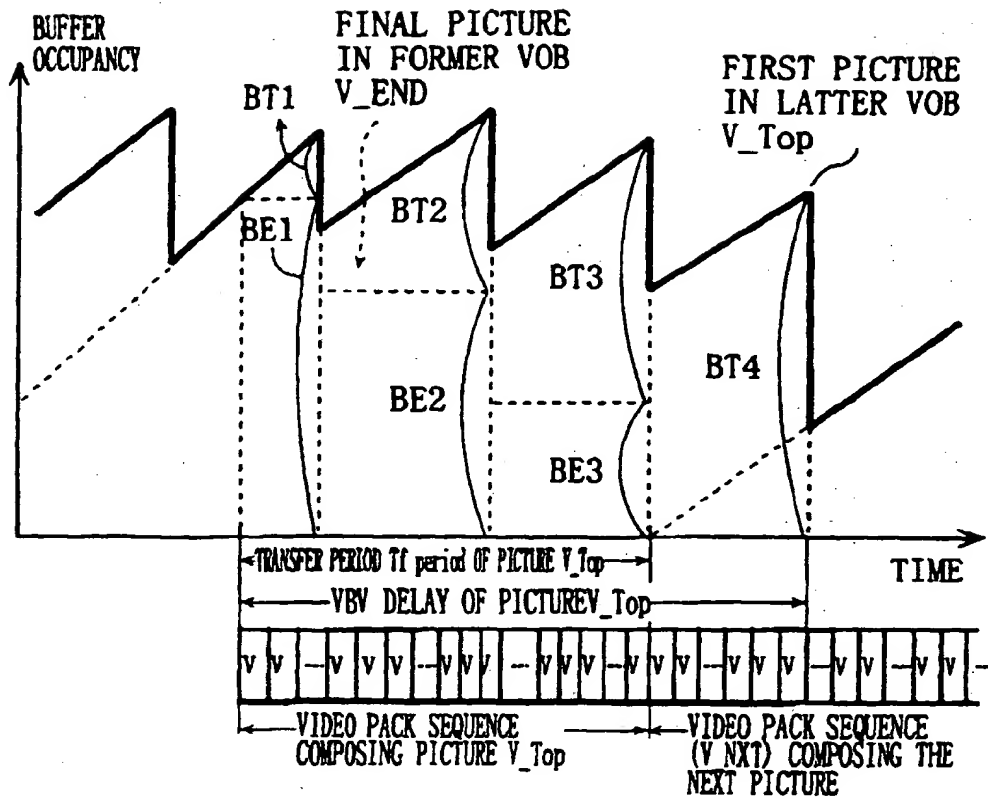 BUFFER
OCCUPANCY
FINAL PICTURE
IN FORMER VOB
V_END
FIRST PICTURE
IN LATTER VOB
V_Top
BT1
BE1
BT2
BE2
BT3
BE3
BT4
TRANSFER PERIOD Tf period OF PICTURE V_Top
TIME
VBV DELAY OF PICTUREV_Top
V V — V V V — V V V — V V V — V V V — V V V — V V — V V —
VIDEO PACK SEQUENCE
COMPOSING PICTURE V_Top
VIDEO PACK SEQUENCE
(V NXT) COMPOSING THE
NEXT PICTURE